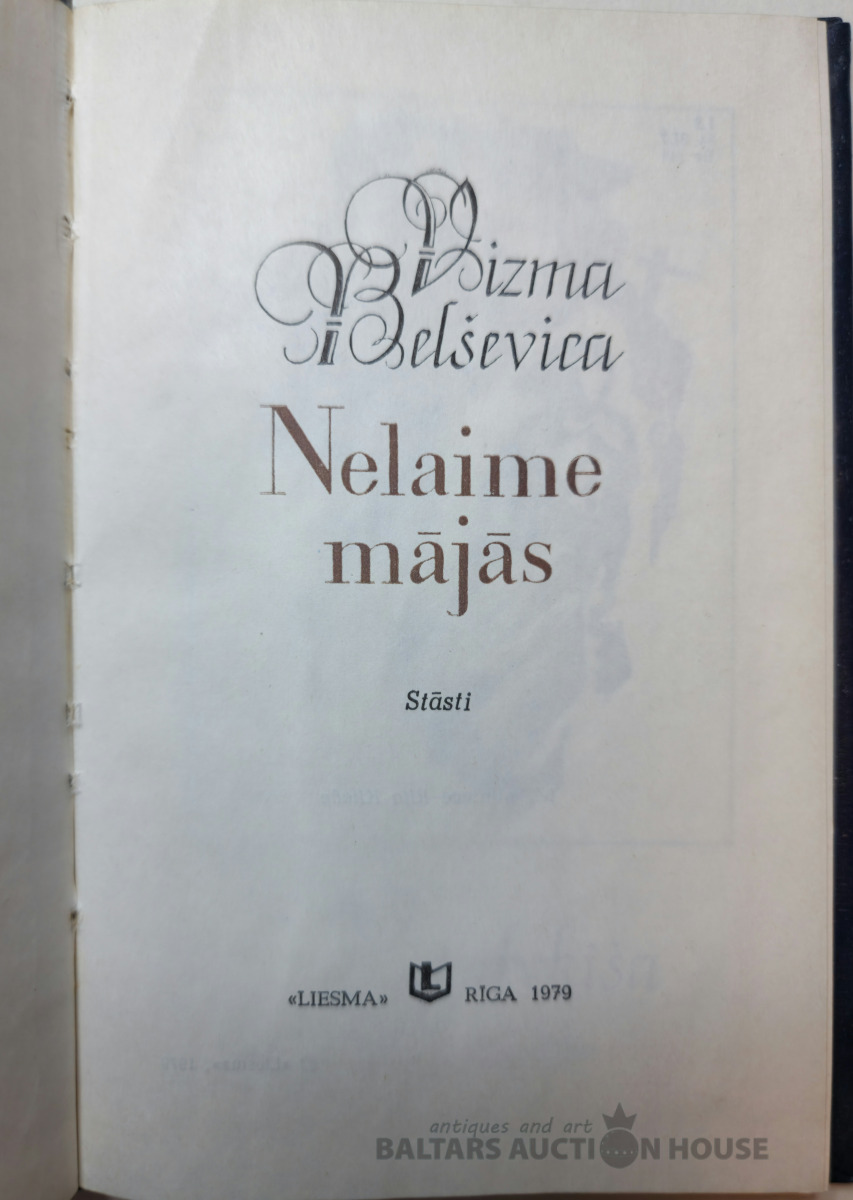 Vizma
Belševica
Nelaime
mājās
Stāsti
«LIESMA» L RĪGA 1979
antiques and art
BALTARS AUCTION HOUSE